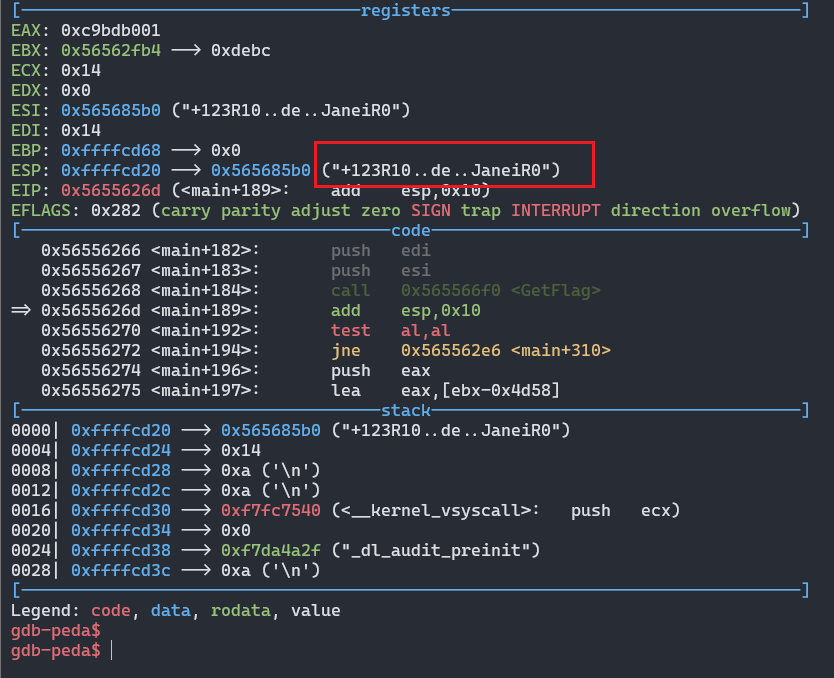 [——————registers——————]
EAX: 0xc9bdb001
EBX: 0x56562fb4 —> 0xdebc
ECX: 0x14
EDX: 0x0
ESI: 0x565685b0 ("+123R10..de..JaneiR0")
EDI: 0x14
EBP: 0xffffcd68 —> 0x0
ESP: 0xffffcd20 —> 0x565685b0 ("+123R10..de..JaneiR0")
EIP: 0x5655626d (<main+189>: add esp,0x10)
EFLAGS: 0x282 (carry parity adjust zero SIGN trap INTERRUPT direction overflow)
[——————code——————]
0x56556266 <main+182>: push edi
0x56556267 <main+183>: push esi
0x56556268 <main+184>: call 0x565566f0 <GetFlag>
=> 0x5655626d <main+189>: add esp,0x10
0x56556270 <main+192>: test al,al
0x56556272 <main+194>: jne 0x565562e6 <main+310>
0x56556274 <main+196>: push eax
0x56556275 <main+197>: lea eax,[ebx-0x4d58]
[——————stack——————]
0000| 0xffffcd20 —> 0x565685b0 ("+123R10..de..JaneiR0")
0004| 0xffffcd24 —> 0x14
0008| 0xffffcd28 —> 0xa ('\n')
0012| 0xffffcd2c —> 0xa ('\n')
0016| 0xffffcd30 —> 0xf7fc7540 (<__kernel_vsyscall>: push ecx)
0020| 0xffffcd34 —> 0x0
0024| 0xffffcd38 —> 0xf7da4a2f ("_dl_audit_preinit")
0028| 0xffffcd3c —> 0xa ('\n')
[——————————————————]
Legend: code, data, rodata, value
gdb-peda$
gdb-peda$